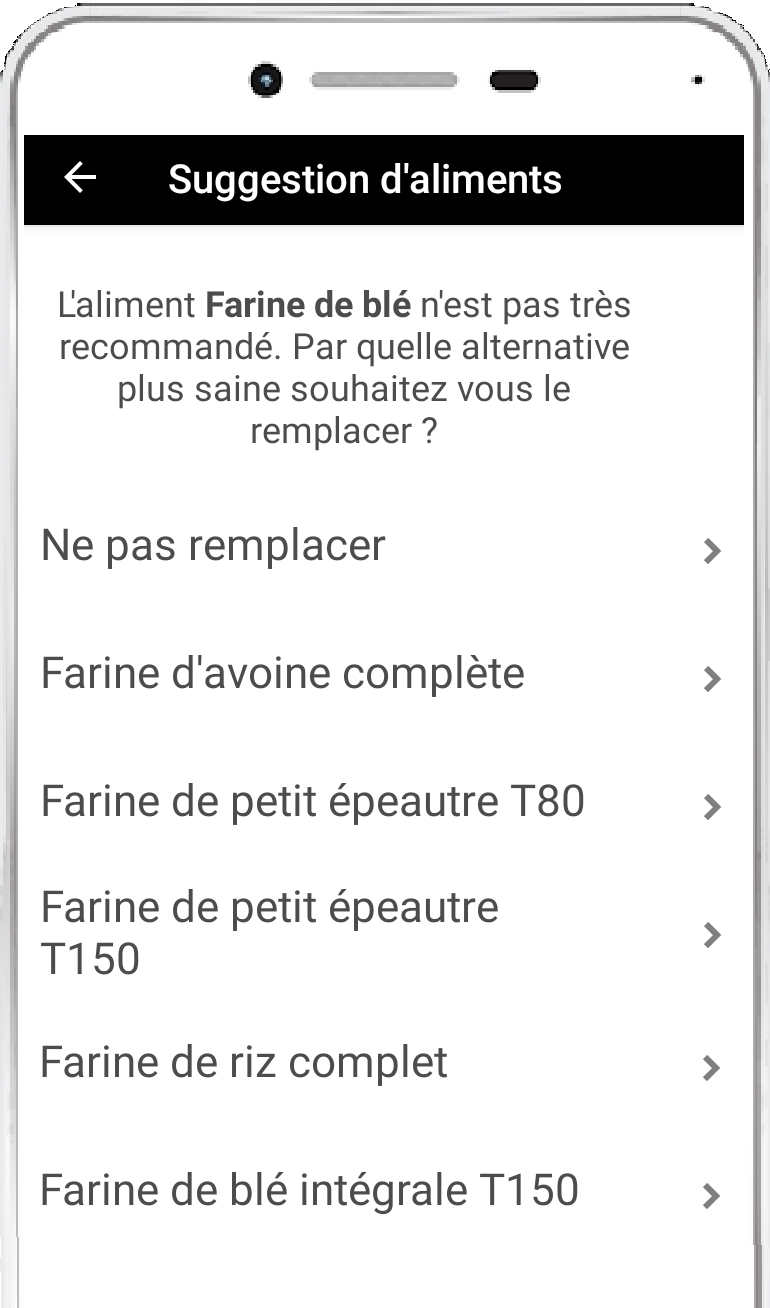 Suggestion d'aliments
L'aliment Farine de blé n'est pas très
recommandé. Par quelle alternative
plus saine souhaitez vous le
remplacer ?
Ne pas remplacer
Farine d'avoine complète
Farine de petit épeautre T80
Farine de petit épeautre
T150
Farine de riz complet
Farine de blé intégrale T150